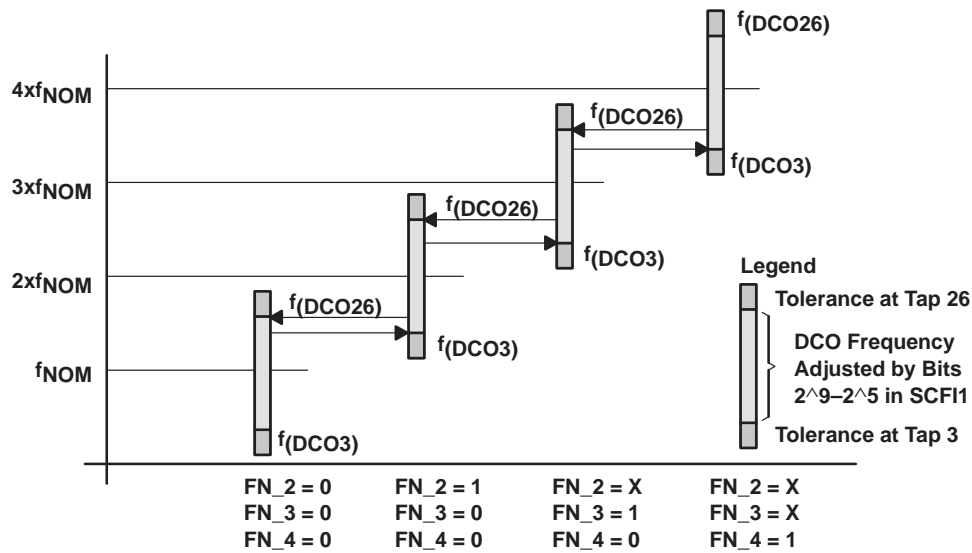 f(DCO26)
4xfNOM
f(DCO26)
f(DCO3)
3xfNOM
f(DCO26)
f(DCO3)
2xfNOM
Legend
f(DCO26)
Tolerance at Tap 26
f(DCO3)
DCO Frequency
Adjusted by Bits
2^9–2^5 in SCFI1
fNOM
f(DCO3)
Tolerance at Tap 3
FN_2 = 0 FN_2 = 1 FN_2 = X FN_2 = X
FN_3 = 0 FN_3 = 0 FN_3 = 1 FN_3 = X
FN_4 = 0 FN_4 = 0 FN_4 = 0 FN_4 = 1